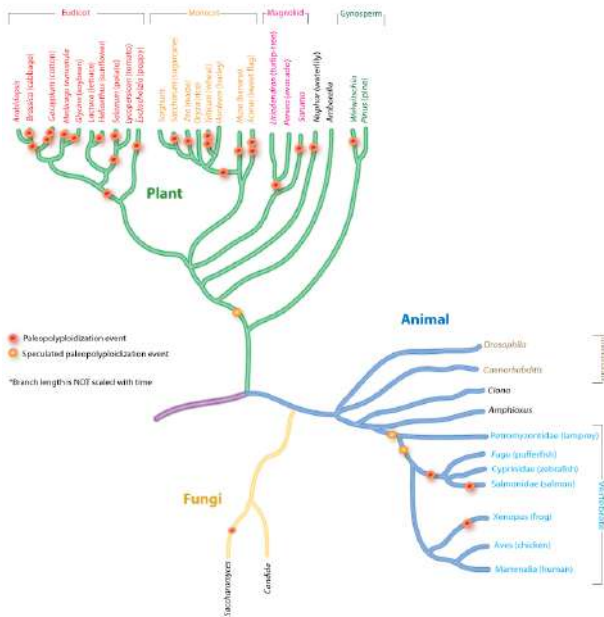 Eudicot
Monocot
Magnoliid
Gynosperm
Arabidopsis
Brassica (cabbage)
Gossypium (cotton)
Medicago truncatula
Glycine (soybean)
Lactuca (lettuce)
Helianthus (sunflower)
Solanum (potato)
Lycopersicon (tomato)
Eschscholzia (poppy)
Sorghum
Saccharum (sugarcane)
Zea (maize)
Triticum (wheat)
Hordeum (barley)
Musa (banana)
Acorus (sweet flag)
Liriodendron (tulip tree)
Persea (avocado)
Saruma
Nuphar (waterlily)
Amborella
Welwitschia
Pinus (pine)
Plant
Paleopolyploidization event
Speculated paleopolyploidization event
*Branch length is NOT scaled with time
Animal
Drosophila
Caenorhabditis
Ciona
Amphioxus
Petromyzontidae (lamprey)
Fugu (pufferfish)
Cyprinidae (zebrafish)
Salmonidae (salmon)
Xenopus (frog)
Aves (chicken)
Mammalia (human)
Vertebrate
Fungi
Saccharomyces
Candida